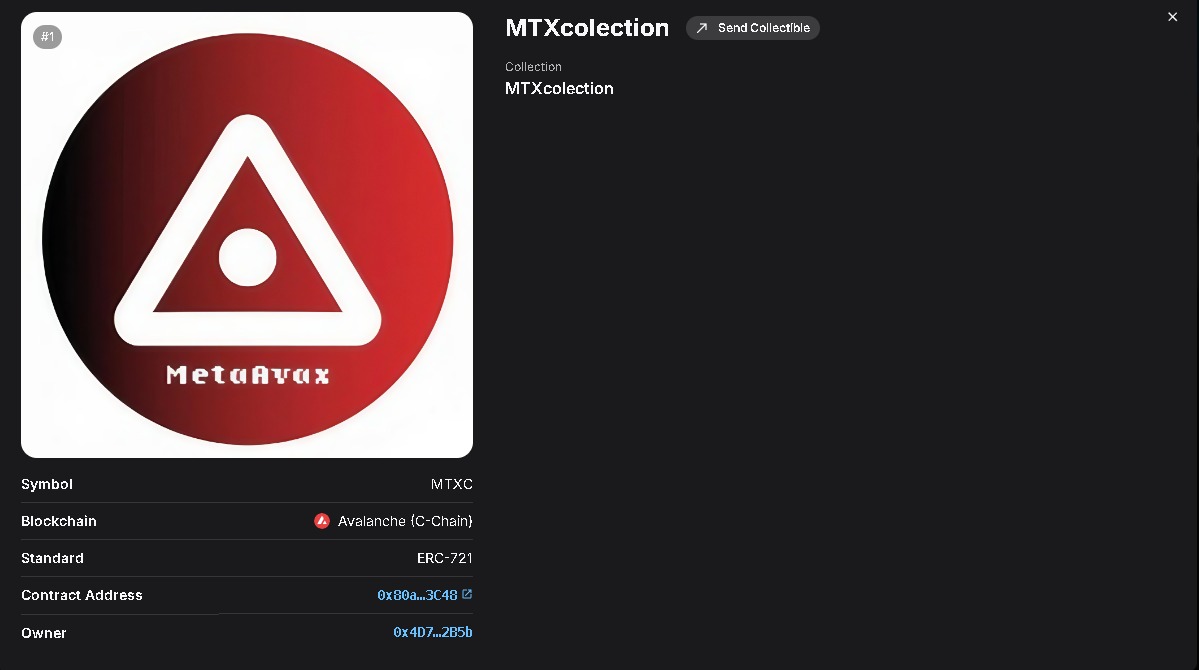 #1
MetaAvax
Symbol MTXC
Blockchain Avalanche (C-Chain)
Standard ERC-721
Contract Address 0x80a…3C48
Owner 0x4D7…2B5b
MTXcolection
Send Collectible
Collection
MTXcolection